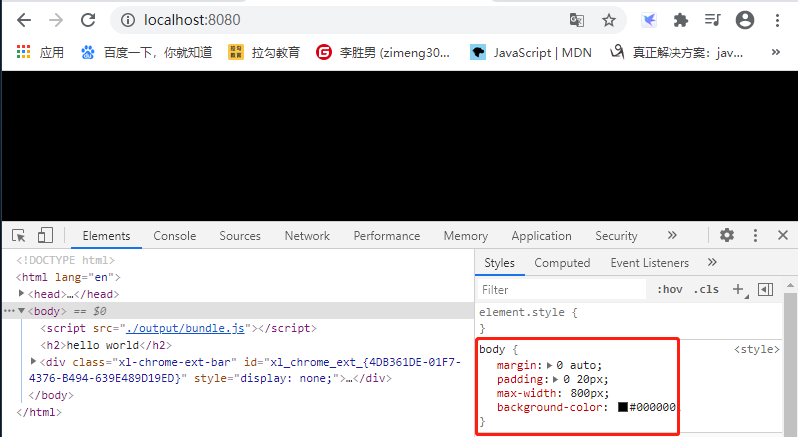 localhost:8080
应用 百度一下，你就知道 拉勾教育 拉勾教育 G 李胜男 (zimeng30... JavaScript | MDN 真正解决方案：jav... »
Elements Console Sources Network Performance Memory Application Security »
<!DOCTYPE html>
<html lang="en">
<head>…</head>
<body> == $0
<script src="./output/bundle.js"></script>
<h2>hello world</h2>
<div class="xl-chrome-ext-bar" id="xl_chrome_ext_{4DB361DE-01F7-
4376-B494-639E489D19ED}" style="display: none;">…</div>
</body>
</html>
Styles Computed Event Listeners »
Filter :hov .cls +
element.style {
}
body { <style>
margin: 0 auto;
padding: 0 20px;
max-width: 800px;
background-color: #000000
}